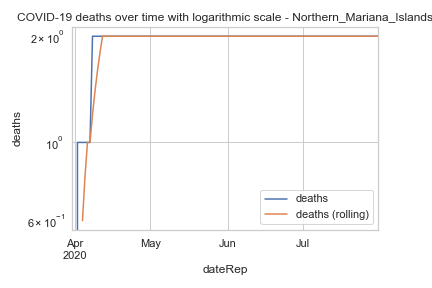 COVID-19 deaths over time with logarithmic scale - Northern_Mariana_Islands
2 × 10⁰
10⁰
6 × 10⁻¹
deaths
deaths
deaths (rolling)
Apr
2020
May
Jun
Jul
dateRep